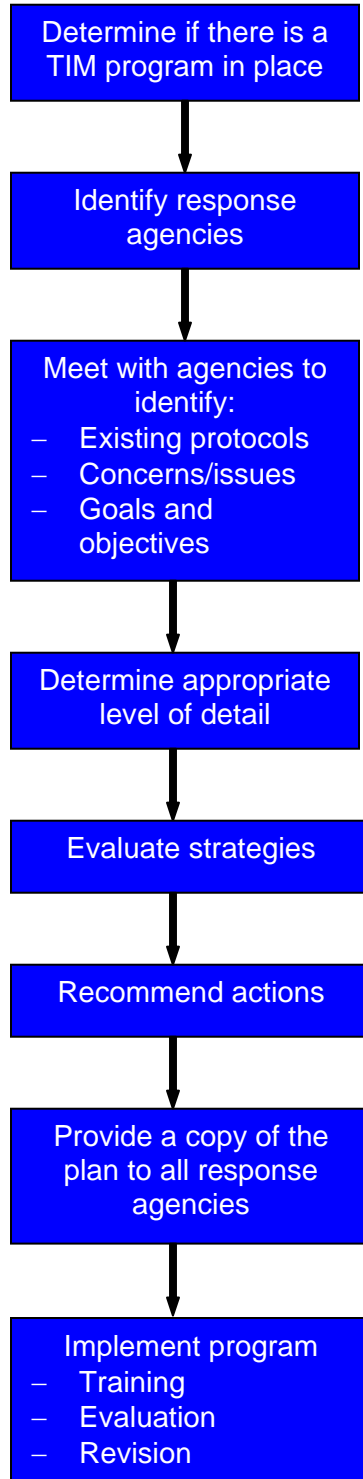 Determine if there is a
TIM program in place
Identify response
agencies
Meet with agencies to
identify:
– Existing protocols
– Concerns/issues
– Goals and
objectives
Determine appropriate
level of detail
Evaluate strategies
Recommend actions
Provide a copy of the
plan to all response
agencies
Implement program
– Training
– Evaluation
– Revision